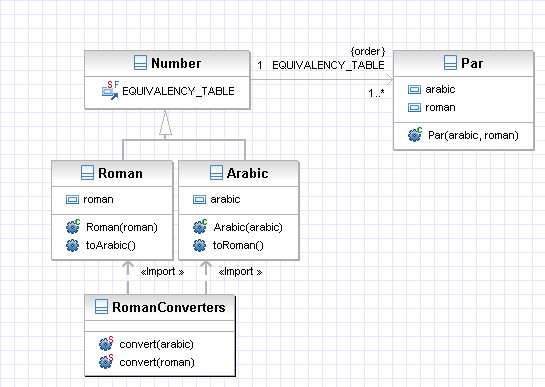 Number
EQUIVALENCY_TABLE
1
{order}
EQUIVALENCY_TABLE
1..*
Par
arabic
roman
Par(arabic, roman)
Roman
roman
Roman(roman)
toArabic()
Arabic
arabic
Arabic(arabic)
toRoman()
«Import »
«Import »
RomanConverters
convert(arabic)
convert(roman)